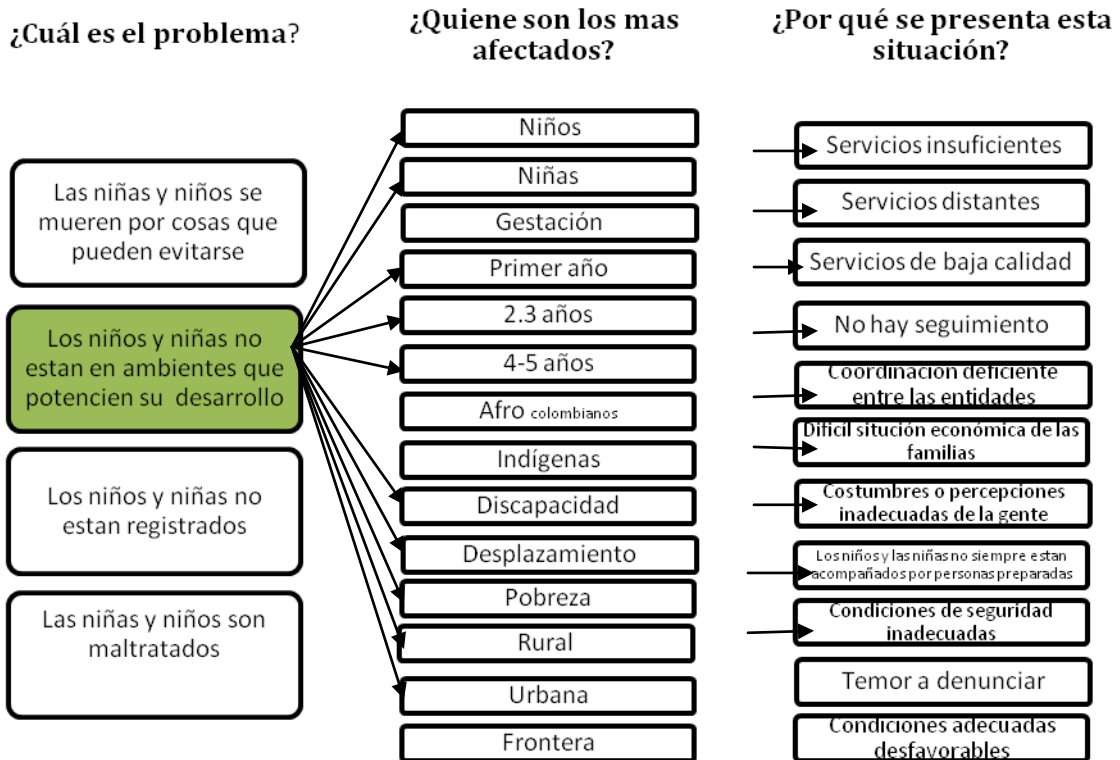 ¿Cuál es el problema?
Las niñas y niños se
mueren por cosas que
pueden evitarse
Los niños y niñas no
estan en ambientes que
potencien su desarrollo
Los niños y niñas no
estan registrados
Las niñas y niños son
maltratados
¿Quiene son los mas
afectados?
Niños
Niñas
Gestación
Primer año
2.3 años
4-5 años
Afro colombianos
Indígenas
Discapacidad
Desplazamiento
Pobreza
Rural
Urbana
Frontera
¿Por qué se presenta esta
situación?
Servicios insuficientes
Servicios distantes
Servicios de baja calidad
No hay seguimiento
Coordinación deficiente
entre las entidades
Dificíl situción económica de las
familias
Costumbres o percepciones
inadecuadas de la gente
Los niños y las niñas no siempre estan
acompañados por personas preparadas
Condiciones de seguridad
inadecuadas
Temor a denunciar
Condiciones adecuadas
desfavorables